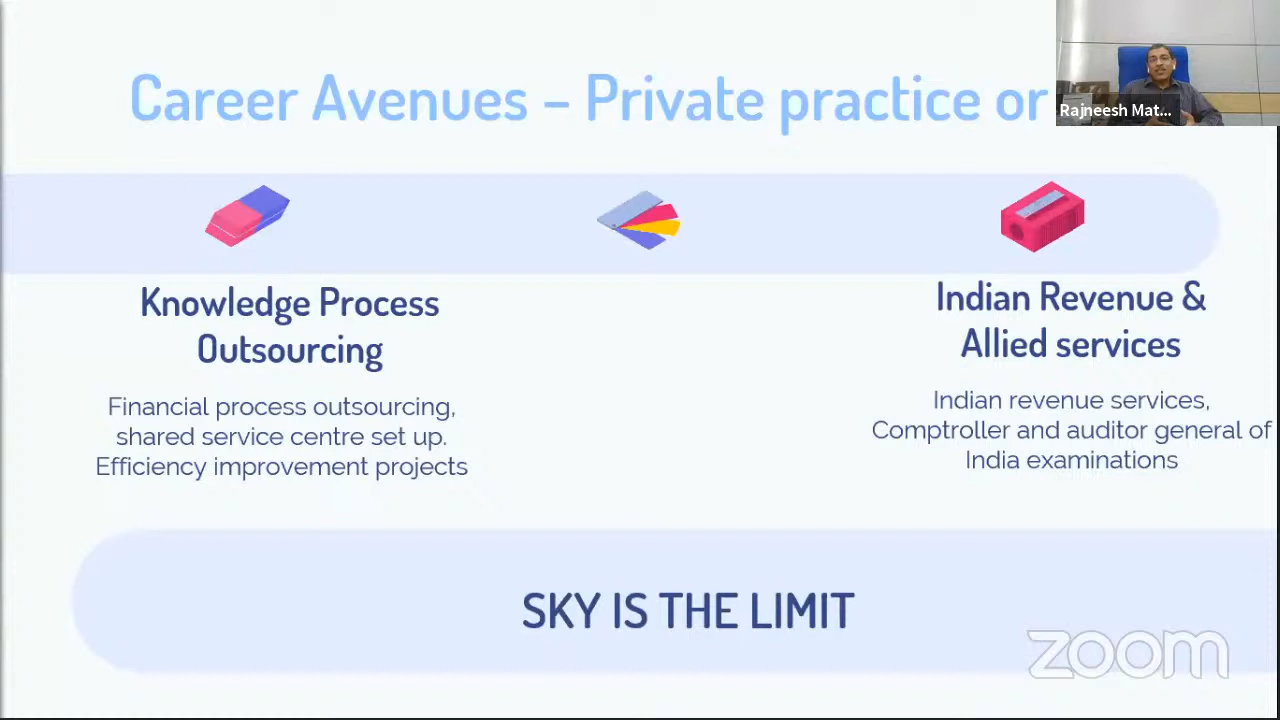 Career Avenues – Private practice or
Rajneesh Mat...
Knowledge Process
Outsourcing
Financial process outsourcing,
shared service centre set up.
Efficiency improvement projects
Indian Revenue &
Allied services
Indian revenue services,
Comptroller and auditor general of
India examinations
SKY IS THE LIMIT
zoom